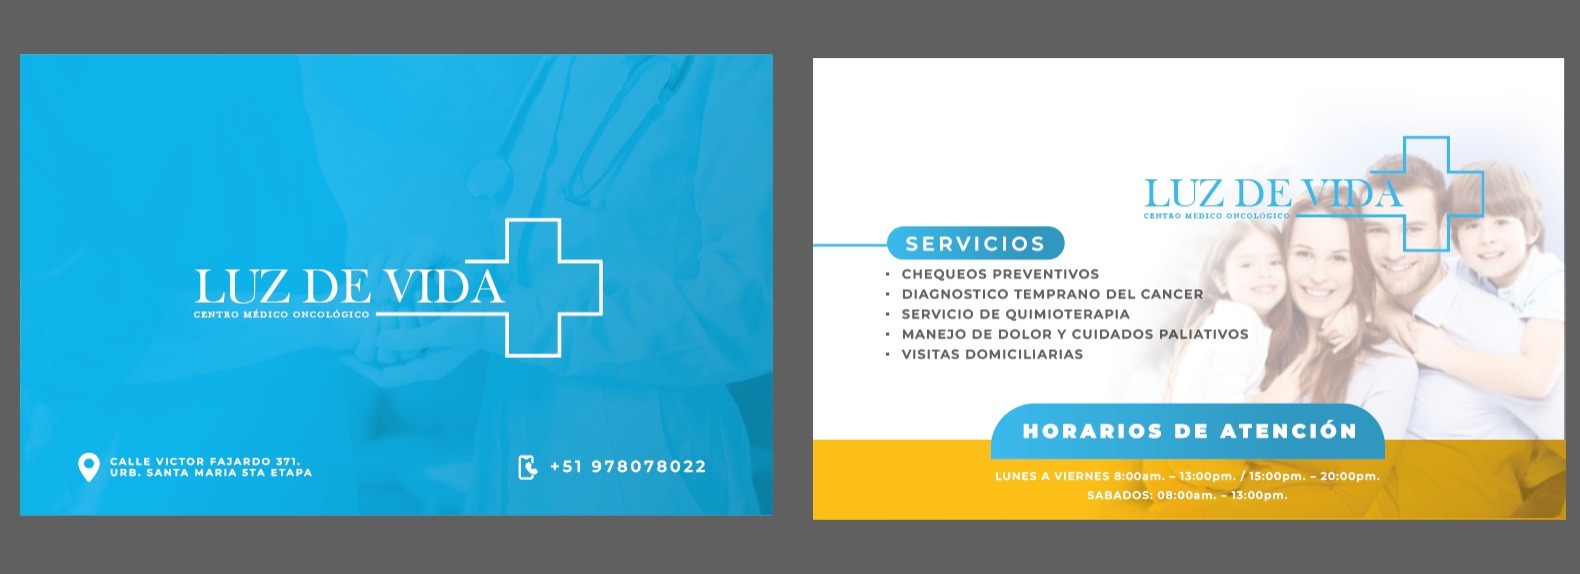 LUZ DE VIDA
CENTRO MÉDICO ONCOLÓGICO
CALLE VICTOR FAJARDO 371.
URB. SANTA MARIA 5TA ETAPA
+51 978078022
LUZ DE VIDA
CENTRO MÉDICO ONCOLÓGICO
SERVICIOS
· CHEQUEOS PREVENTIVOS
· DIAGNOSTICO TEMPRANO DEL CANCER
· SERVICIO DE QUIMIOTERAPIA
· MANEJO DE DOLOR Y CUIDADOS PALIATIVOS
· VISITAS DOMICILIARIAS
HORARIOS DE ATENCIÓN
LUNES A VIERNES 8:00am. – 13:00pm. / 15:00pm. – 20:00pm.
SABADOS: 08:00am. – 13:00pm.